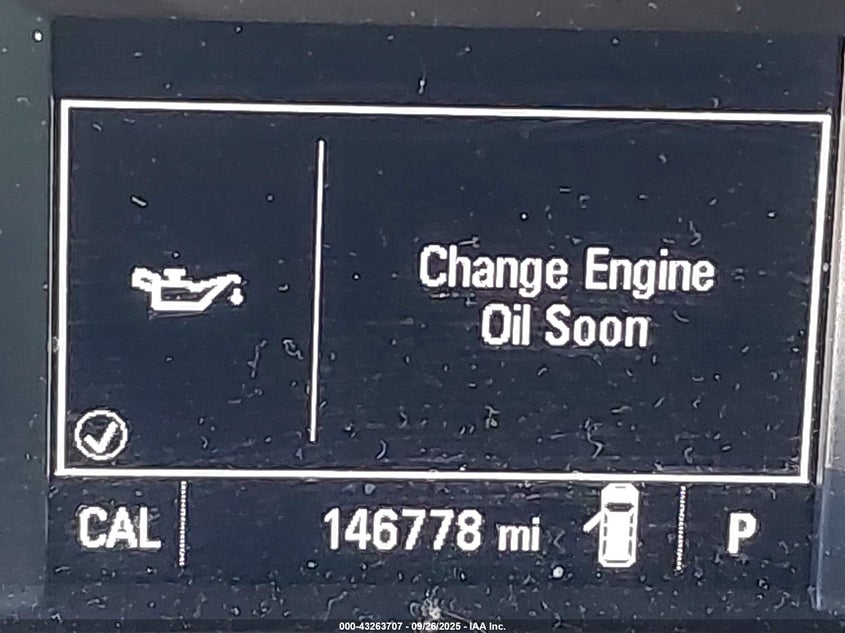 Change Engine
Oil Soon
CAL
146778 mi
P
000-43263707 - 09/26/2025 - IAA Inc.